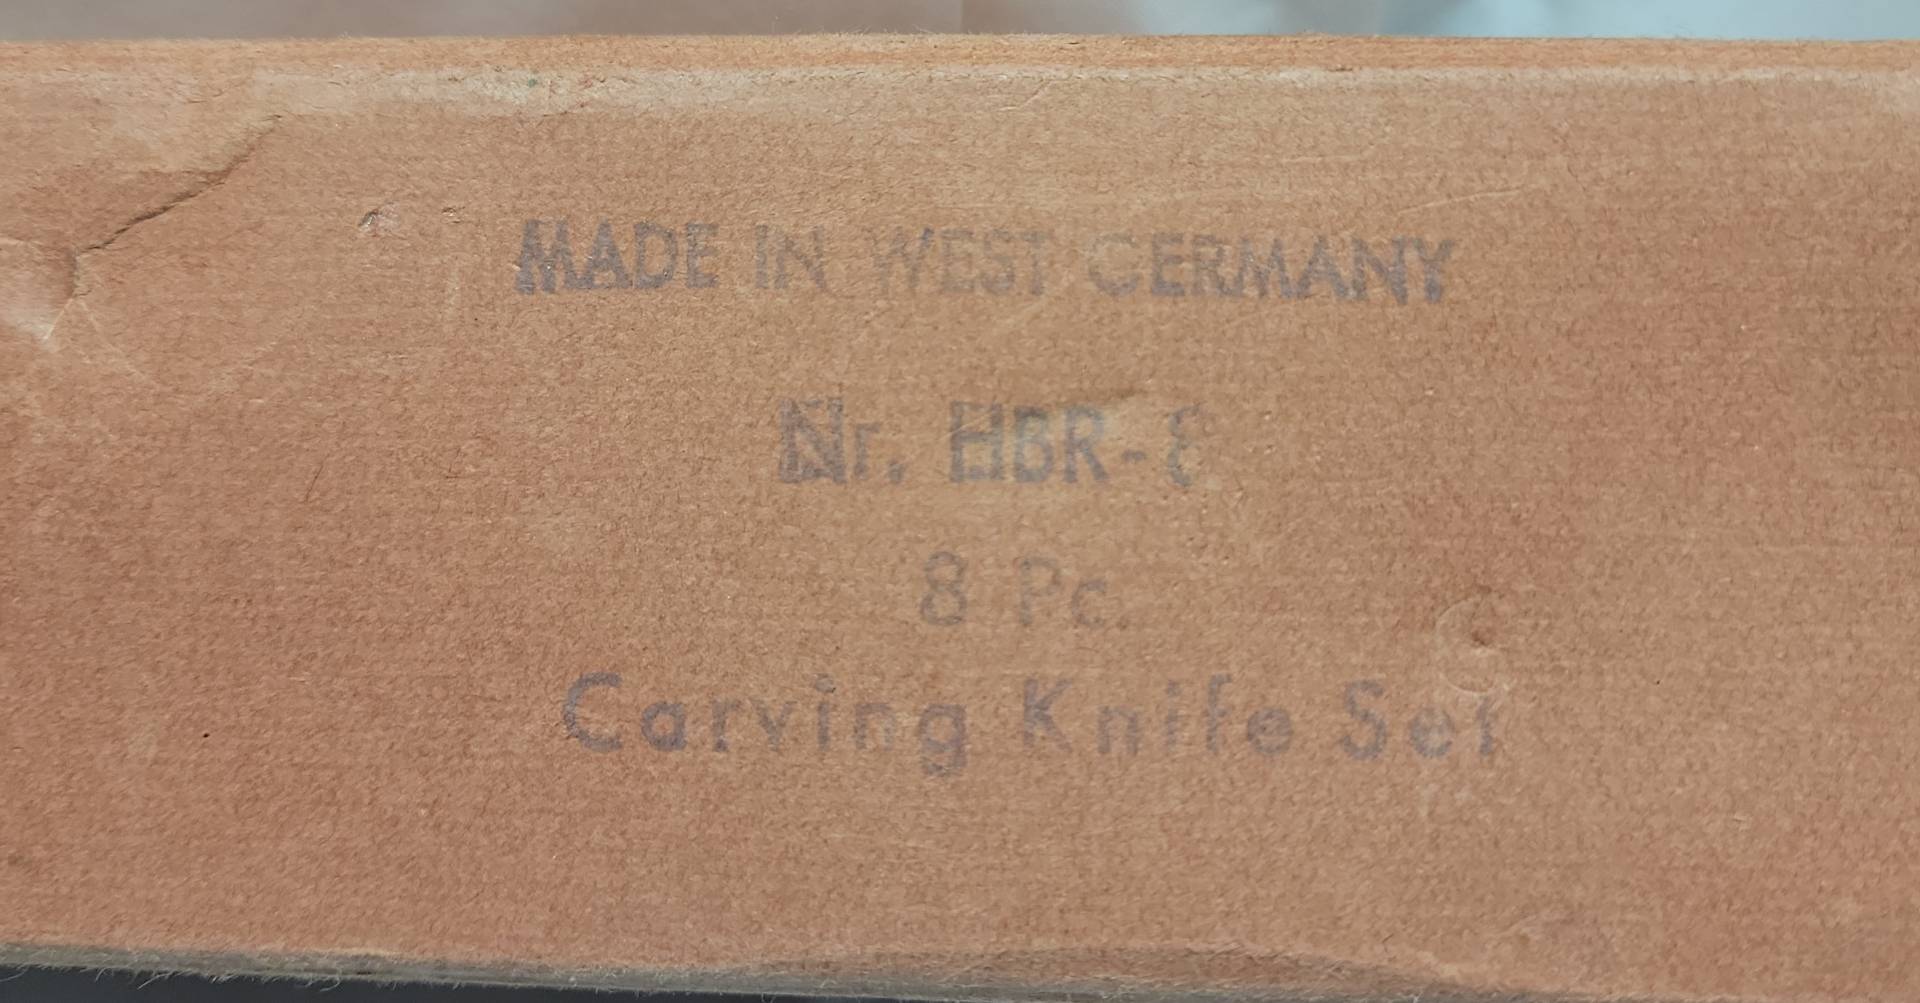 MADE IN WEST GERMANY
Nr. HBR-8
8 Pc.
Carving Knife Set